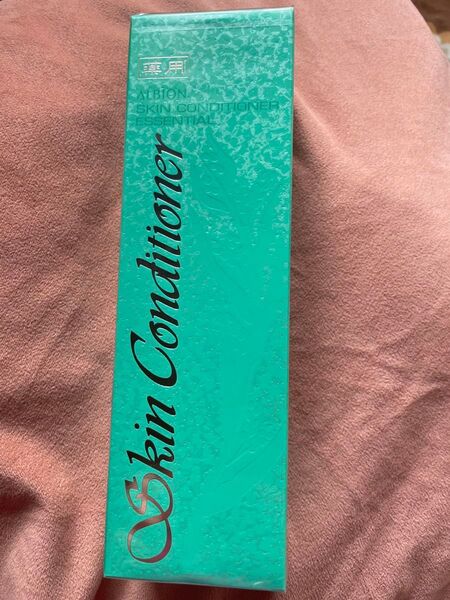 薬用
ALBION
SKIN CONDITIONER
ESSENTIAL
Skin Conditioner